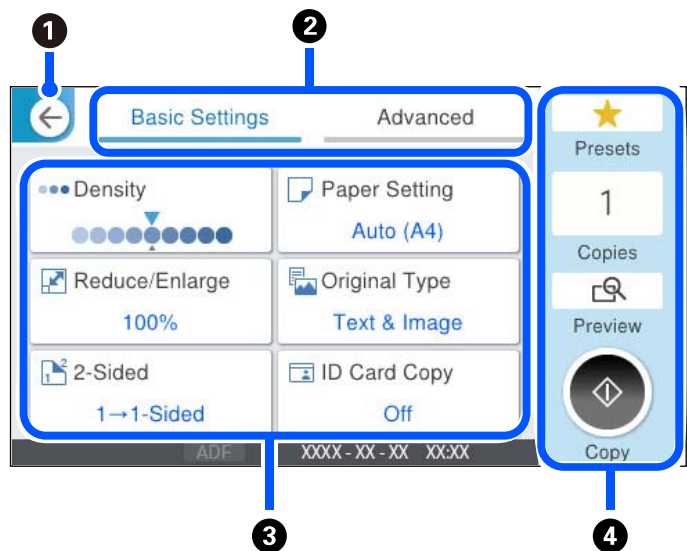 1
2
Basic Settings
Advanced
Presets
Density
Paper Setting
Auto (A4)
1
Copies
Reduce/Enlarge
100%
Original Type
Text & Image
Preview
1 2
2-Sided
1→1-Sided
ID Card Copy
Off
Copy
ADF
XXXX - XX - XX XX:XX
3
4